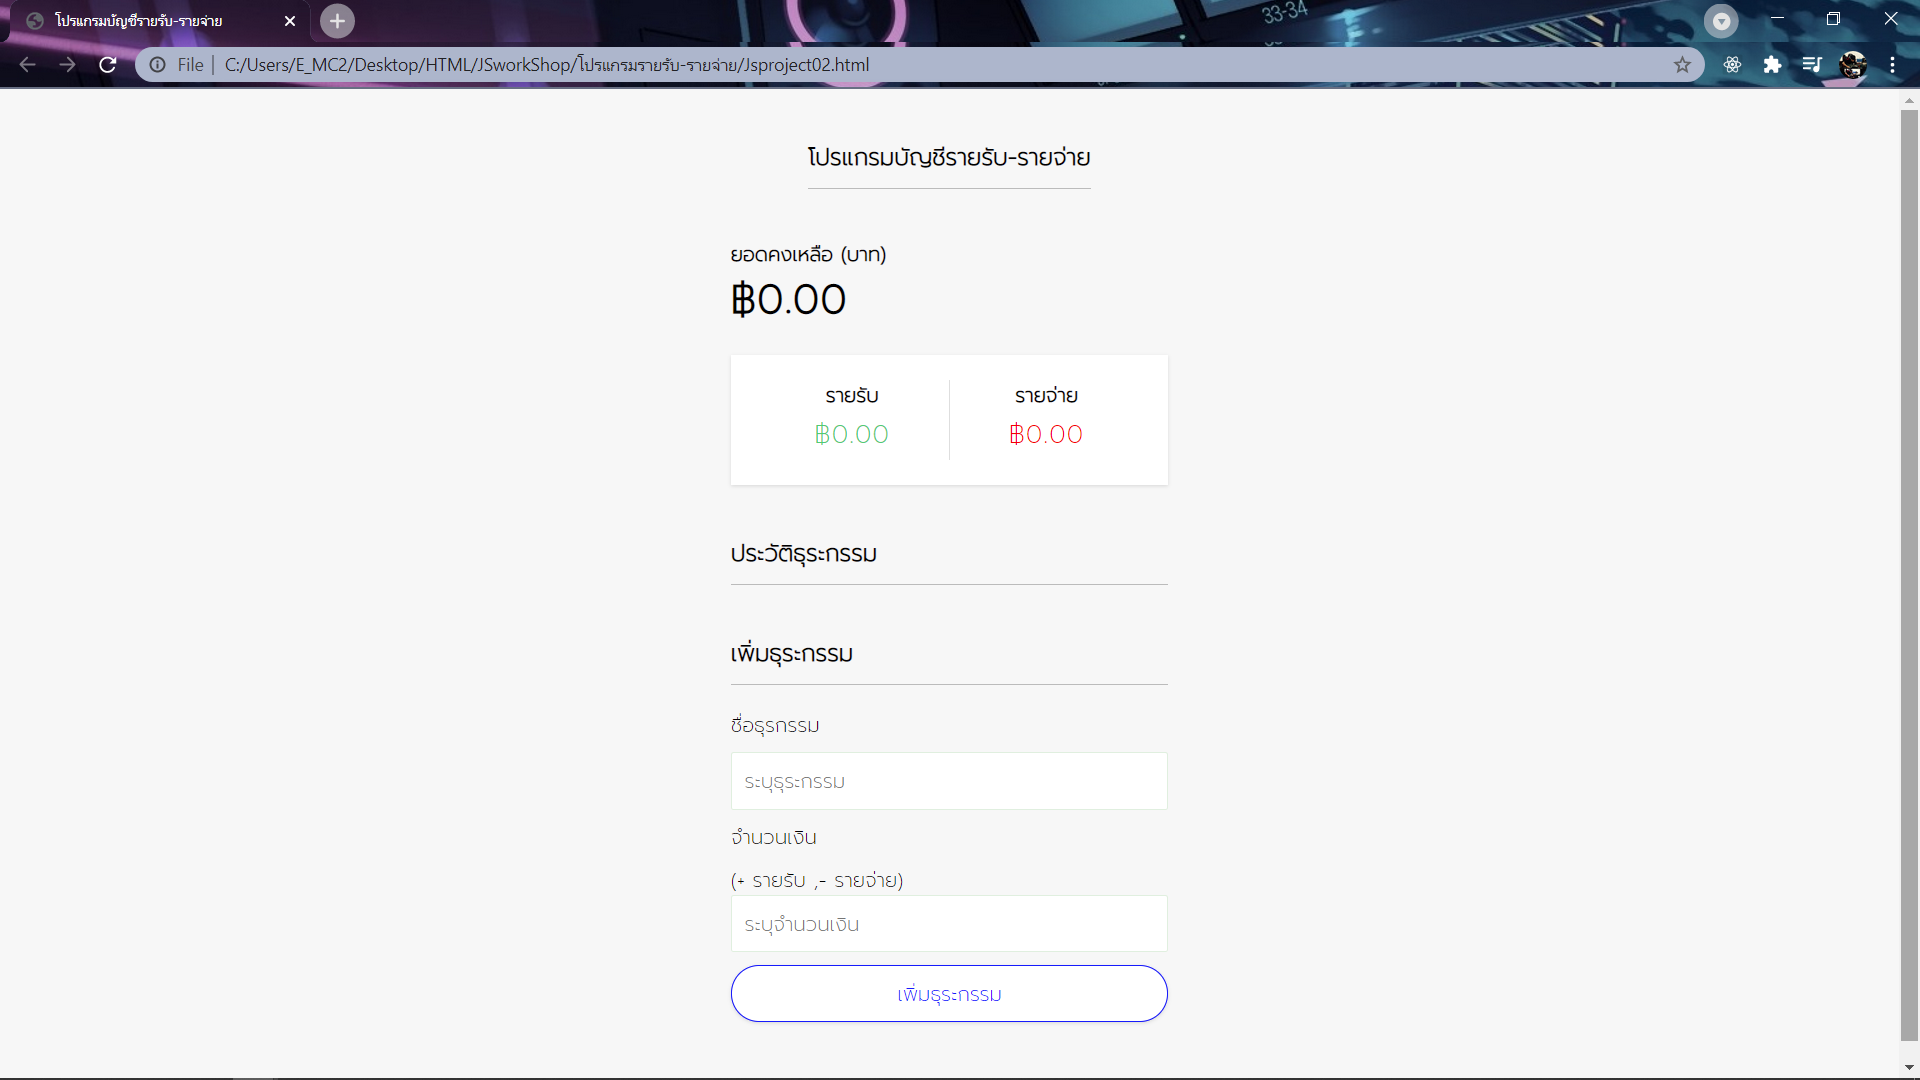 โปรแกรมบัญชีรายรับ-รายจ่าย
33-34
File
C:/Users/E_MC2/Desktop/HTML/JSworkShop/โปรแกรมรายรับ-รายจ่าย/Jsproject02.html
โปรแกรมบัญชีรายรับ-รายจ่าย
ยอดคงเหลือ (บาท)
฿0.00
รายรับ
฿0.00
รายจ่าย
฿0.00
ประวัติธุระกรรม
เพิ่มธุระกรรม
ชื่อธุรกรรม
ระบุธุระกรรม
จำนวนเงิน
(+ รายรับ ,- รายจ่าย)
ระบุจำนวนเงิน
เพิ่มธุระกรรม